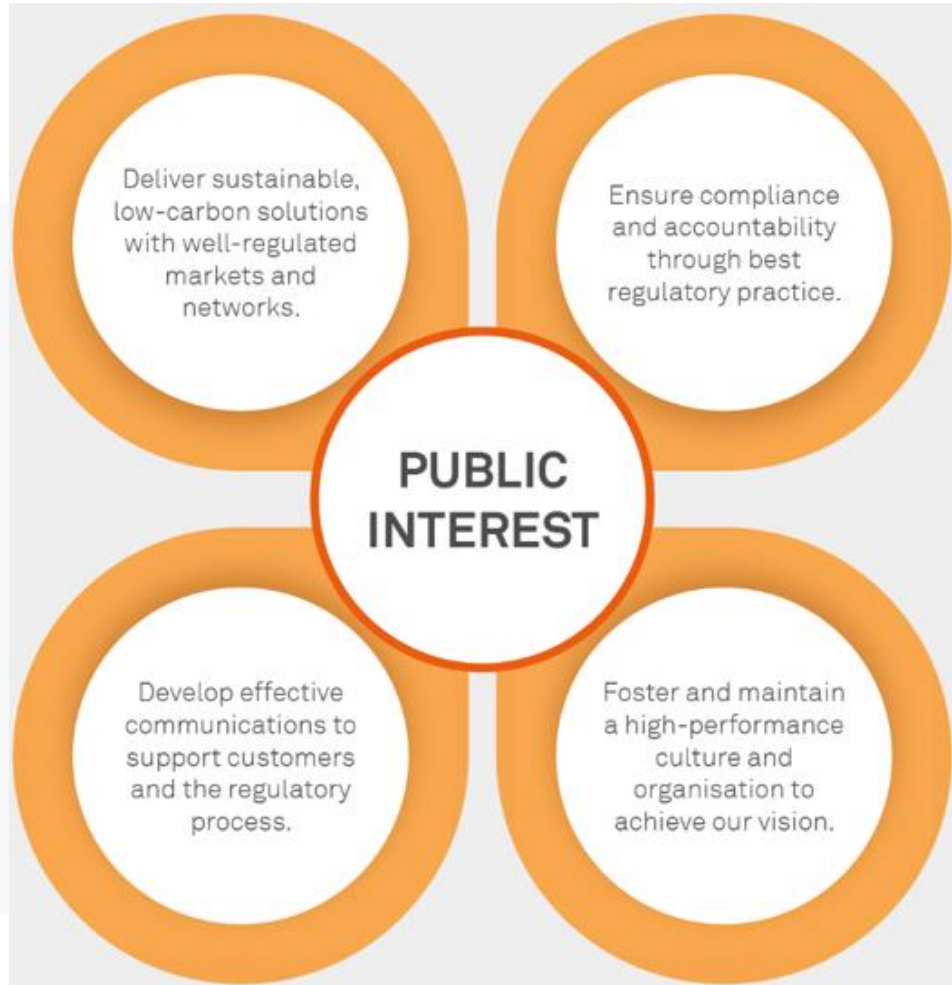 Deliver sustainable,
low-carbon solutions
with well-regulated
markets and
networks.
Ensure compliance
and accountability
through best
regulatory practice.
PUBLIC
INTEREST
Develop effective
communications to
support customers
and the regulatory
process.
Foster and maintain
a high-performance
culture and
organisation to
achieve our vision.